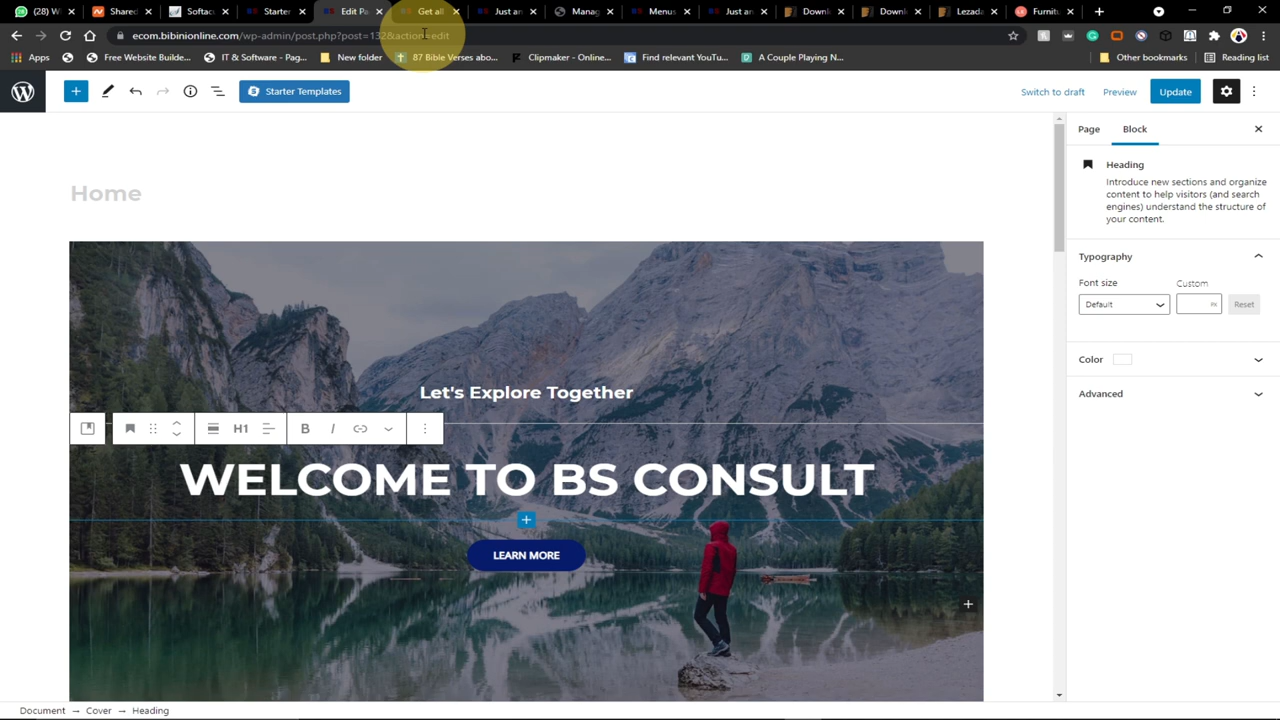 (28) W
Shared
Softacu
Starter
Edit Pa
Get all
Just an
Manag
Menus
Just an
Downl
Downl
Lezada
Furnitu
ecom.bibinionline.com/wp-admin/post.php?post=132&action=edit
Apps
Free Website Builde...
IT & Software - Pag...
New folder
87 Bible Verses abo...
Clipmaker - Online...
Find relevant YouTu...
A Couple Playing N...
Other bookmarks
Reading list
Starter Templates
Switch to draft
Preview
Update
Page
Block
Heading
Introduce new sections and organize
content to help visitors (and search
engines) understand the structure of
your content.
Typography
Font size
Custom
Default
PX
Reset
Color
Advanced
Home
Let's Explore Together
H1
B
I
WELCOME TO BS CONSULT
LEARN MORE
Document → Cover → Heading